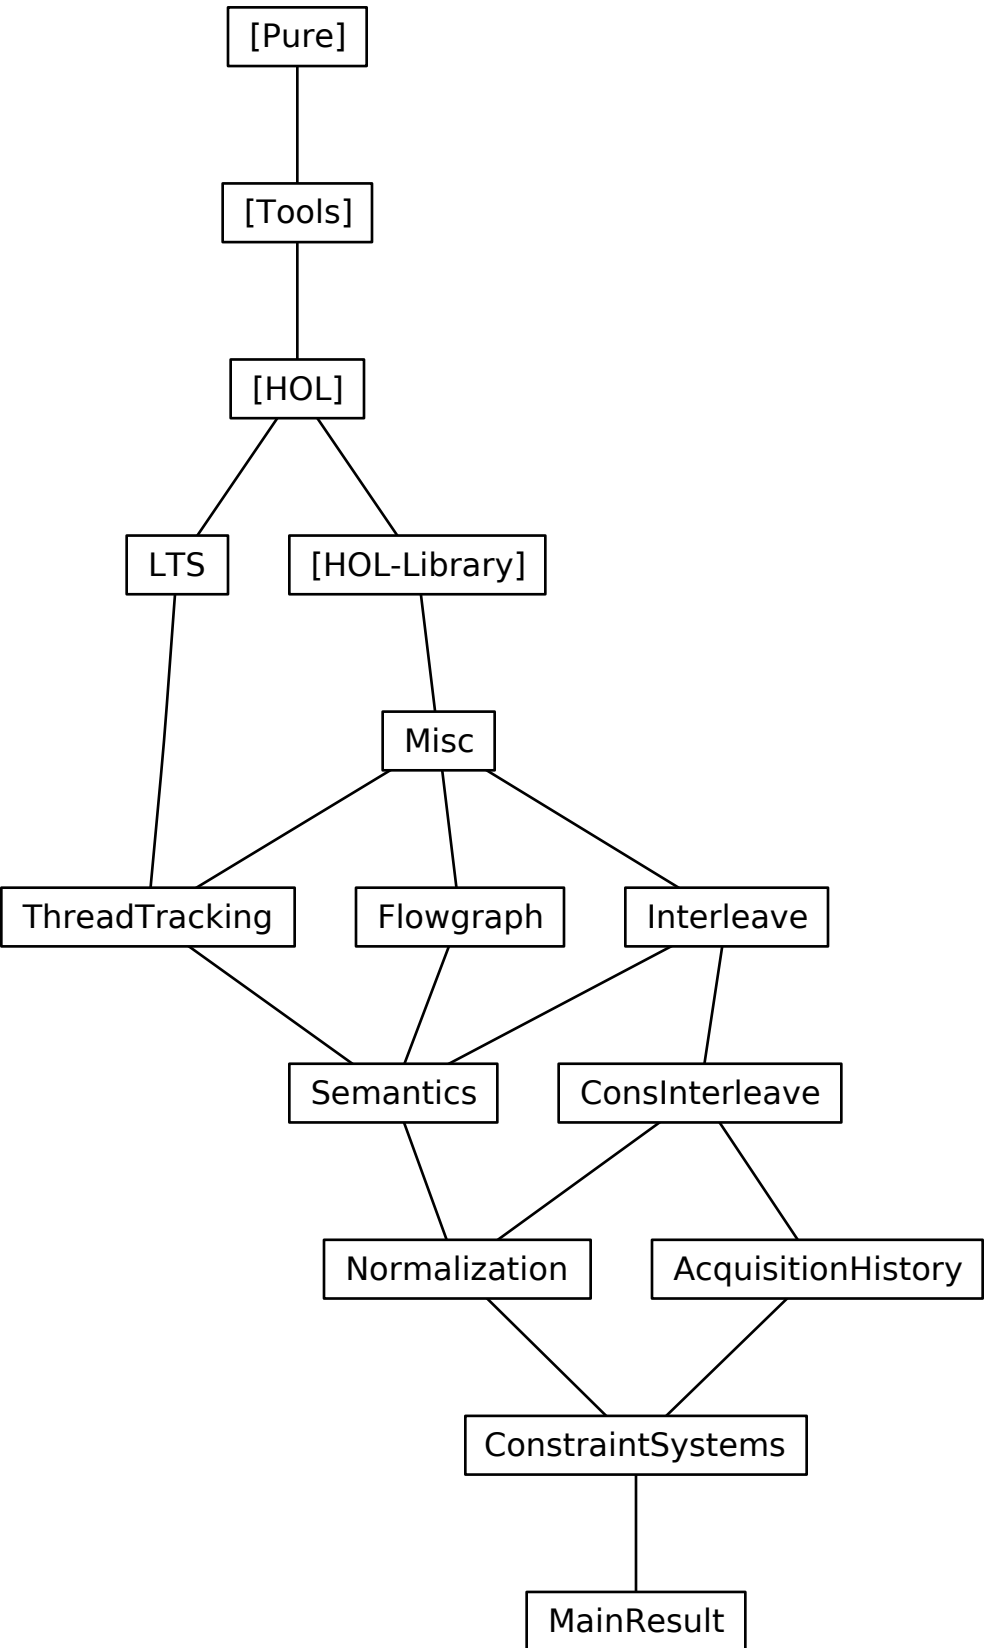 [Pure]
[Tools]
[HOL]
LTS
[HOL-Library]
Misc
ThreadTracking
Flowgraph
Interleave
Semantics
ConsInterleave
Normalization
AcquisitionHistory
ConstraintSystems
MainResult